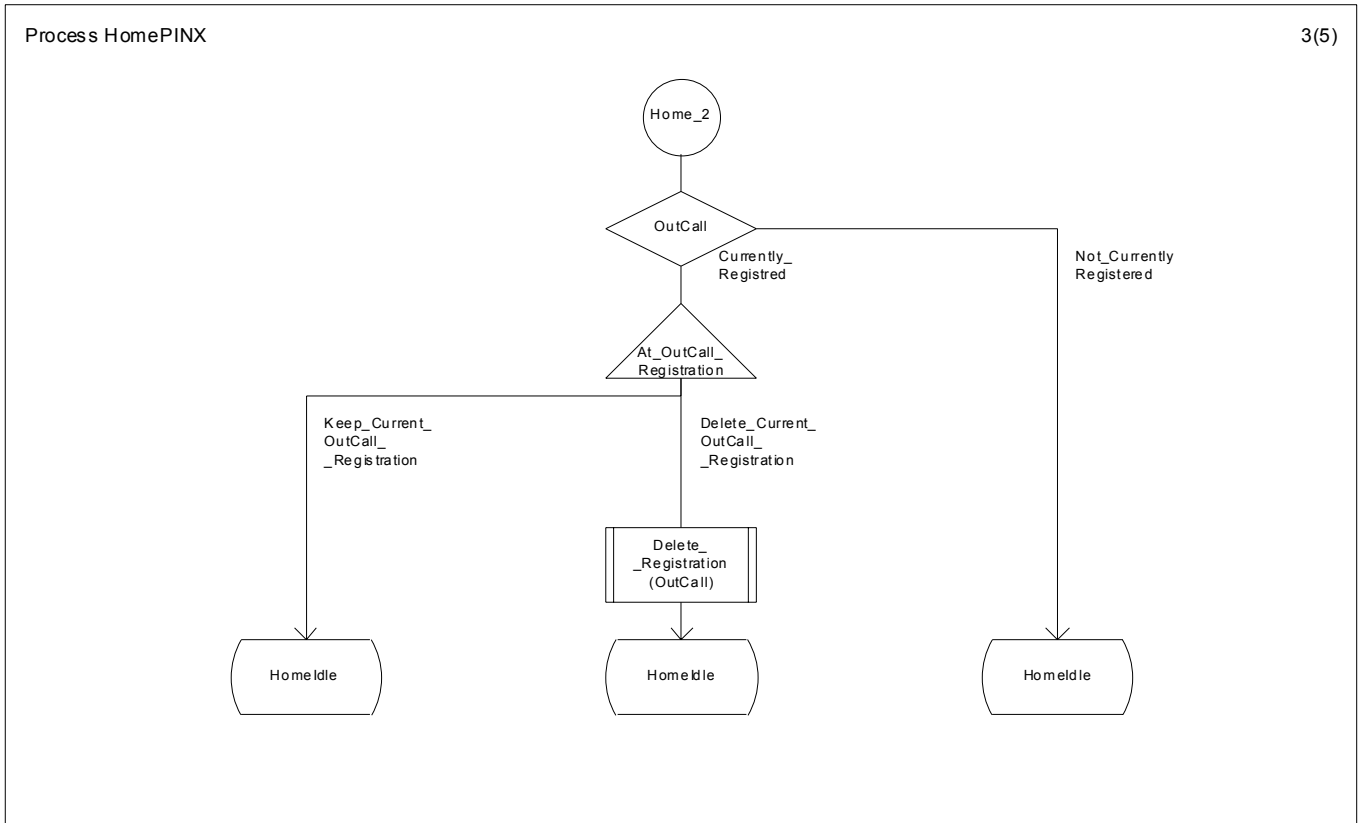 Process HomePINX
3(5)
Home_2
OutCall
Currently_
Registred
Not_Currently
Registered
At_OutCall_
Registration
Keep_Current_
OutCall_
_Registration
Delete_Current_
OutCall_
_Registration
Delete_
_Registration
(OutCall)
HomeIdle
HomeIdle
HomeIdle